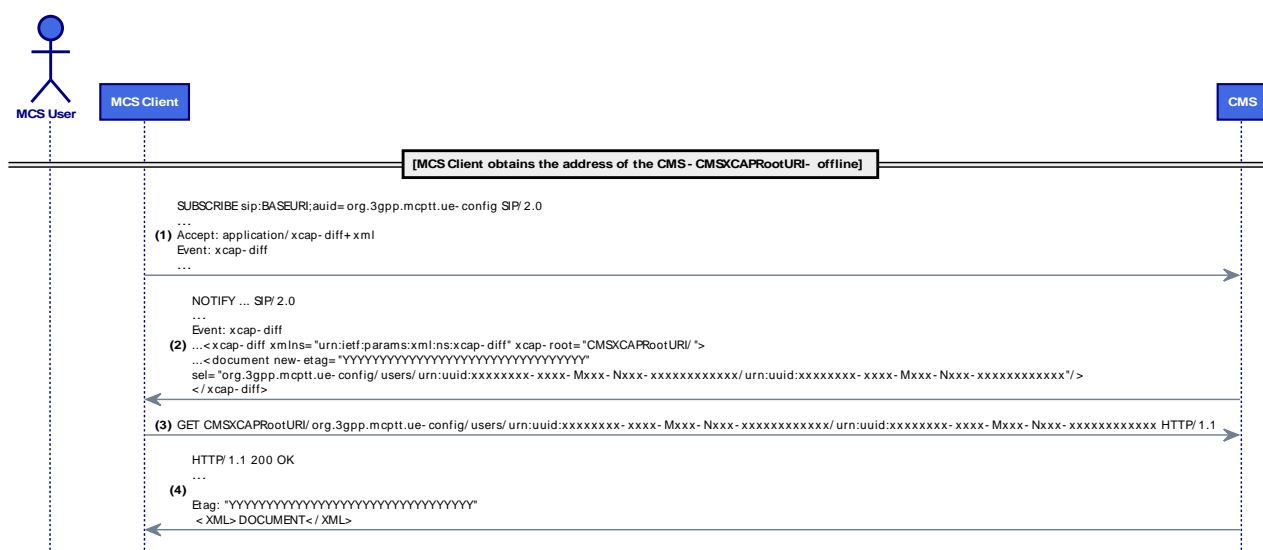 MCS User
MCS Client
CMS
[MCS Client obtains the address of the CMS - CMSXCAPRootURI- offline]
SUBSCRIBE sip:BASEURI;auid=org.3gpp.mcptt.ue-config SIP/2.0
...
(1) Accept: application/xcap-diff+xml
Event: xcap-diff
...
NOTIFY ... SIP/2.0
...
Event: xcap-diff
(2) ...<xcap-diff xmlns="urn:ietf:params:xml:ns:xcap-diff" xcap-root="CMSXCAPRootURI/">
...<document new-etag="YYYYYYYYYYYYYYYYYYYYYYYYYYYYYYYYY"
sel="org.3gpp.mcptt.ue-config/users/urn:uuid:xxxxxxxx-xxxx-Mxxx-Nxxx-xxxxxxxxxxxx/urn:uuid:xxxxxxxx-xxxx-Mxxx-Nxxx-xxxxxxxxxxxx"/>
</xcap-diff>
(3) GET CMSXCAPRootURI/org.3gpp.mcptt.ue-config/users/urn:uuid:xxxxxxxx-xxxx-Mxxx-Nxxx-xxxxxxxxxxxx/urn:uuid:xxxxxxxx-xxxx-Mxxx-Nxxx-xxxxxxxxxxxx HTTP/1.1
HTTP/1.1 200 OK
...
(4)
Etag: "YYYYYYYYYYYYYYYYYYYYYYYYYYYYYYYYY"
<XML>DOCUMENT</XML>